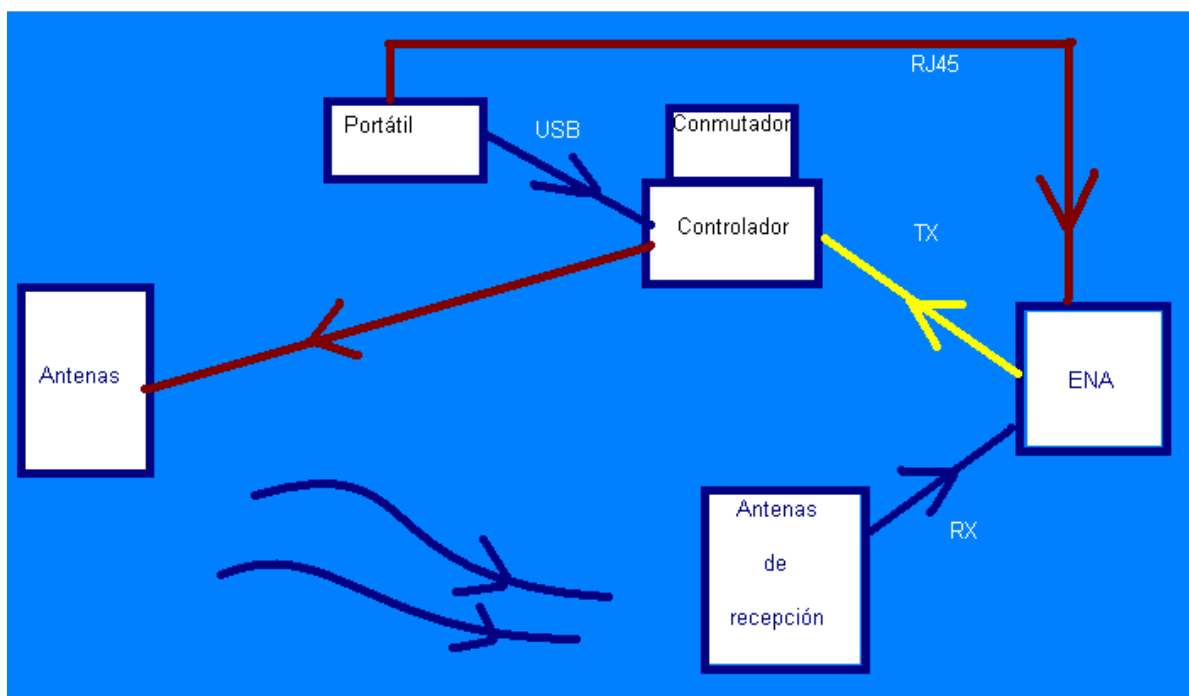 RJ45
Portátil
USB
Conmutador
Controlador
TX
Antenas
ENA
Antenas
de
recepción
RX